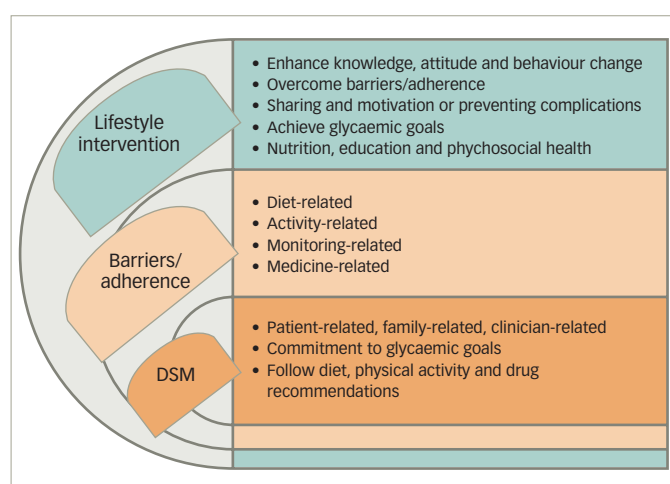 Lifestyle
intervention
• Enhance knowledge, attitude and behaviour change
• Overcome barriers/adherence
• Sharing and motivation or preventing complications
• Achieve glycaemic goals
• Nutrition, education and phychosocial health
Barriers/
adherence
• Diet-related
• Activity-related
• Monitoring-related
• Medicine-related
DSM
• Patient-related, family-related, clinician-related
• Commitment to glycaemic goals
• Follow diet, physical activity and drug
recommendations